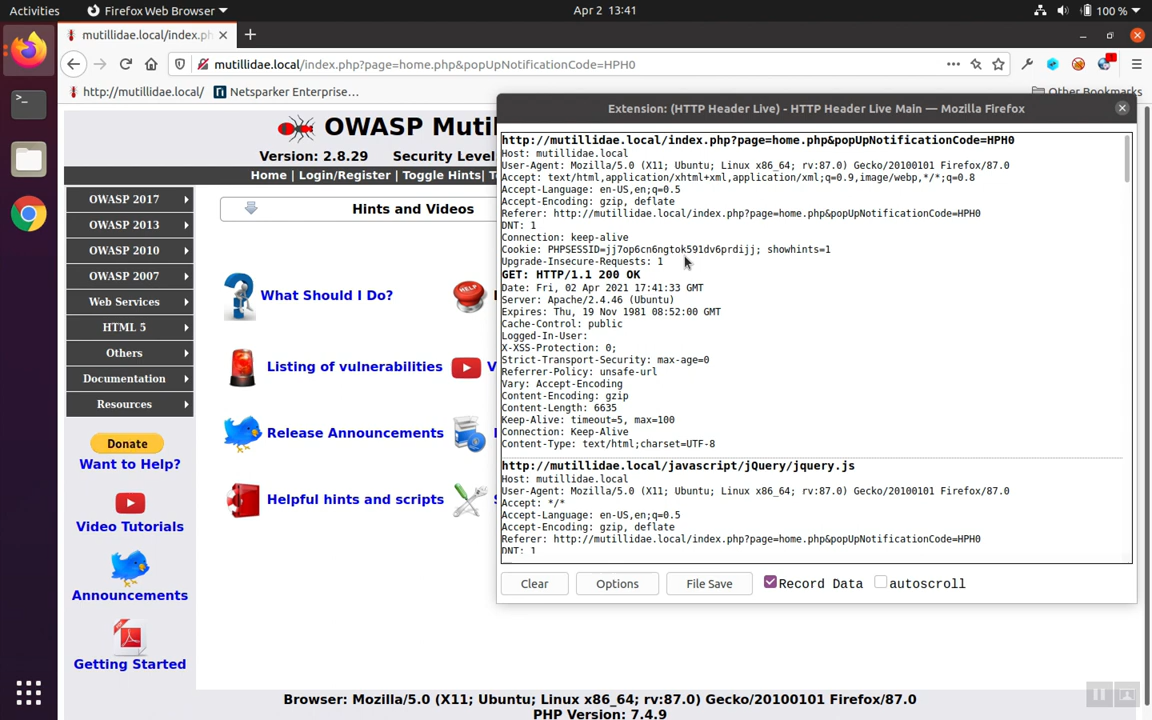 Activities
Firefox Web Browser
Apr 2 13:41
100 %
mutillidae.local/index.ph
mutillidae.local/index.php?page=home.php&popUpNotificationCode=HPH0
http://mutillidae.local/
Netsparker Enterprise…
Other Bookmarks
OWASP Mutil
Version: 2.8.29
Security Level
Home | Login/Register | Toggle Hints|
OWASP 2017
OWASP 2013
OWASP 2010
OWASP 2007
Web Services
HTML 5
Others
Documentation
Resources
Donate
Want to Help?
Video Tutorials
Announcements
Getting Started
Hints and Videos
What Should I Do?
HELP
Listing of vulnerabilities
Release Announcements
Helpful hints and scripts
Extension: (HTTP Header Live) - HTTP Header Live Main — Mozilla Firefox
http://mutillidae.local/index.php?page=home.php&popUpNotificationCode=HPH0
Host: mutillidae.local
User-Agent: Mozilla/5.0 (X11; Ubuntu; Linux x86_64; rv:87.0) Gecko/20100101 Firefox/87.0
Accept: text/html,application/xhtml+xml,application/xml;q=0.9,image/webp,*/*;q=0.8
Accept-Language: en-US,en;q=0.5
Accept-Encoding: gzip, deflate
Referer: http://mutillidae.local/index.php?page=home.php&popUpNotificationCode=HPH0
DNT: 1
Connection: keep-alive
Cookie: PHPSESSID=jj7op6cn6ngtok591dv6prdijj; showhints=1
Upgrade-Insecure-Requests: 1
GET: HTTP/1.1 200 OK
Date: Fri, 02 Apr 2021 17:41:33 GMT
Server: Apache/2.4.46 (Ubuntu)
Expires: Thu, 19 Nov 1981 08:52:00 GMT
Cache-Control: public
Logged-In-User:
X-XSS-Protection: 0;
Strict-Transport-Security: max-age=0
Referrer-Policy: unsafe-url
Vary: Accept-Encoding
Content-Encoding: gzip
Content-Length: 6635
Keep-Alive: timeout=5, max=100
Connection: Keep-Alive
Content-Type: text/html;charset=UTF-8
http://mutillidae.local/javascript/jQuery/jquery.js
Host: mutillidae.local
User-Agent: Mozilla/5.0 (X11; Ubuntu; Linux x86_64; rv:87.0) Gecko/20100101 Firefox/87.0
Accept: */*
Accept-Language: en-US,en;q=0.5
Accept-Encoding: gzip, deflate
Referer: http://mutillidae.local/index.php?page=home.php&popUpNotificationCode=HPH0
DNT: 1
Clear
Options
File Save
Record Data
autoscroll
Browser: Mozilla/5.0 (X11; Ubuntu; Linux x86_64; rv:87.0) Gecko/20100101 Firefox/87.0
PHP Version: 7.4.9